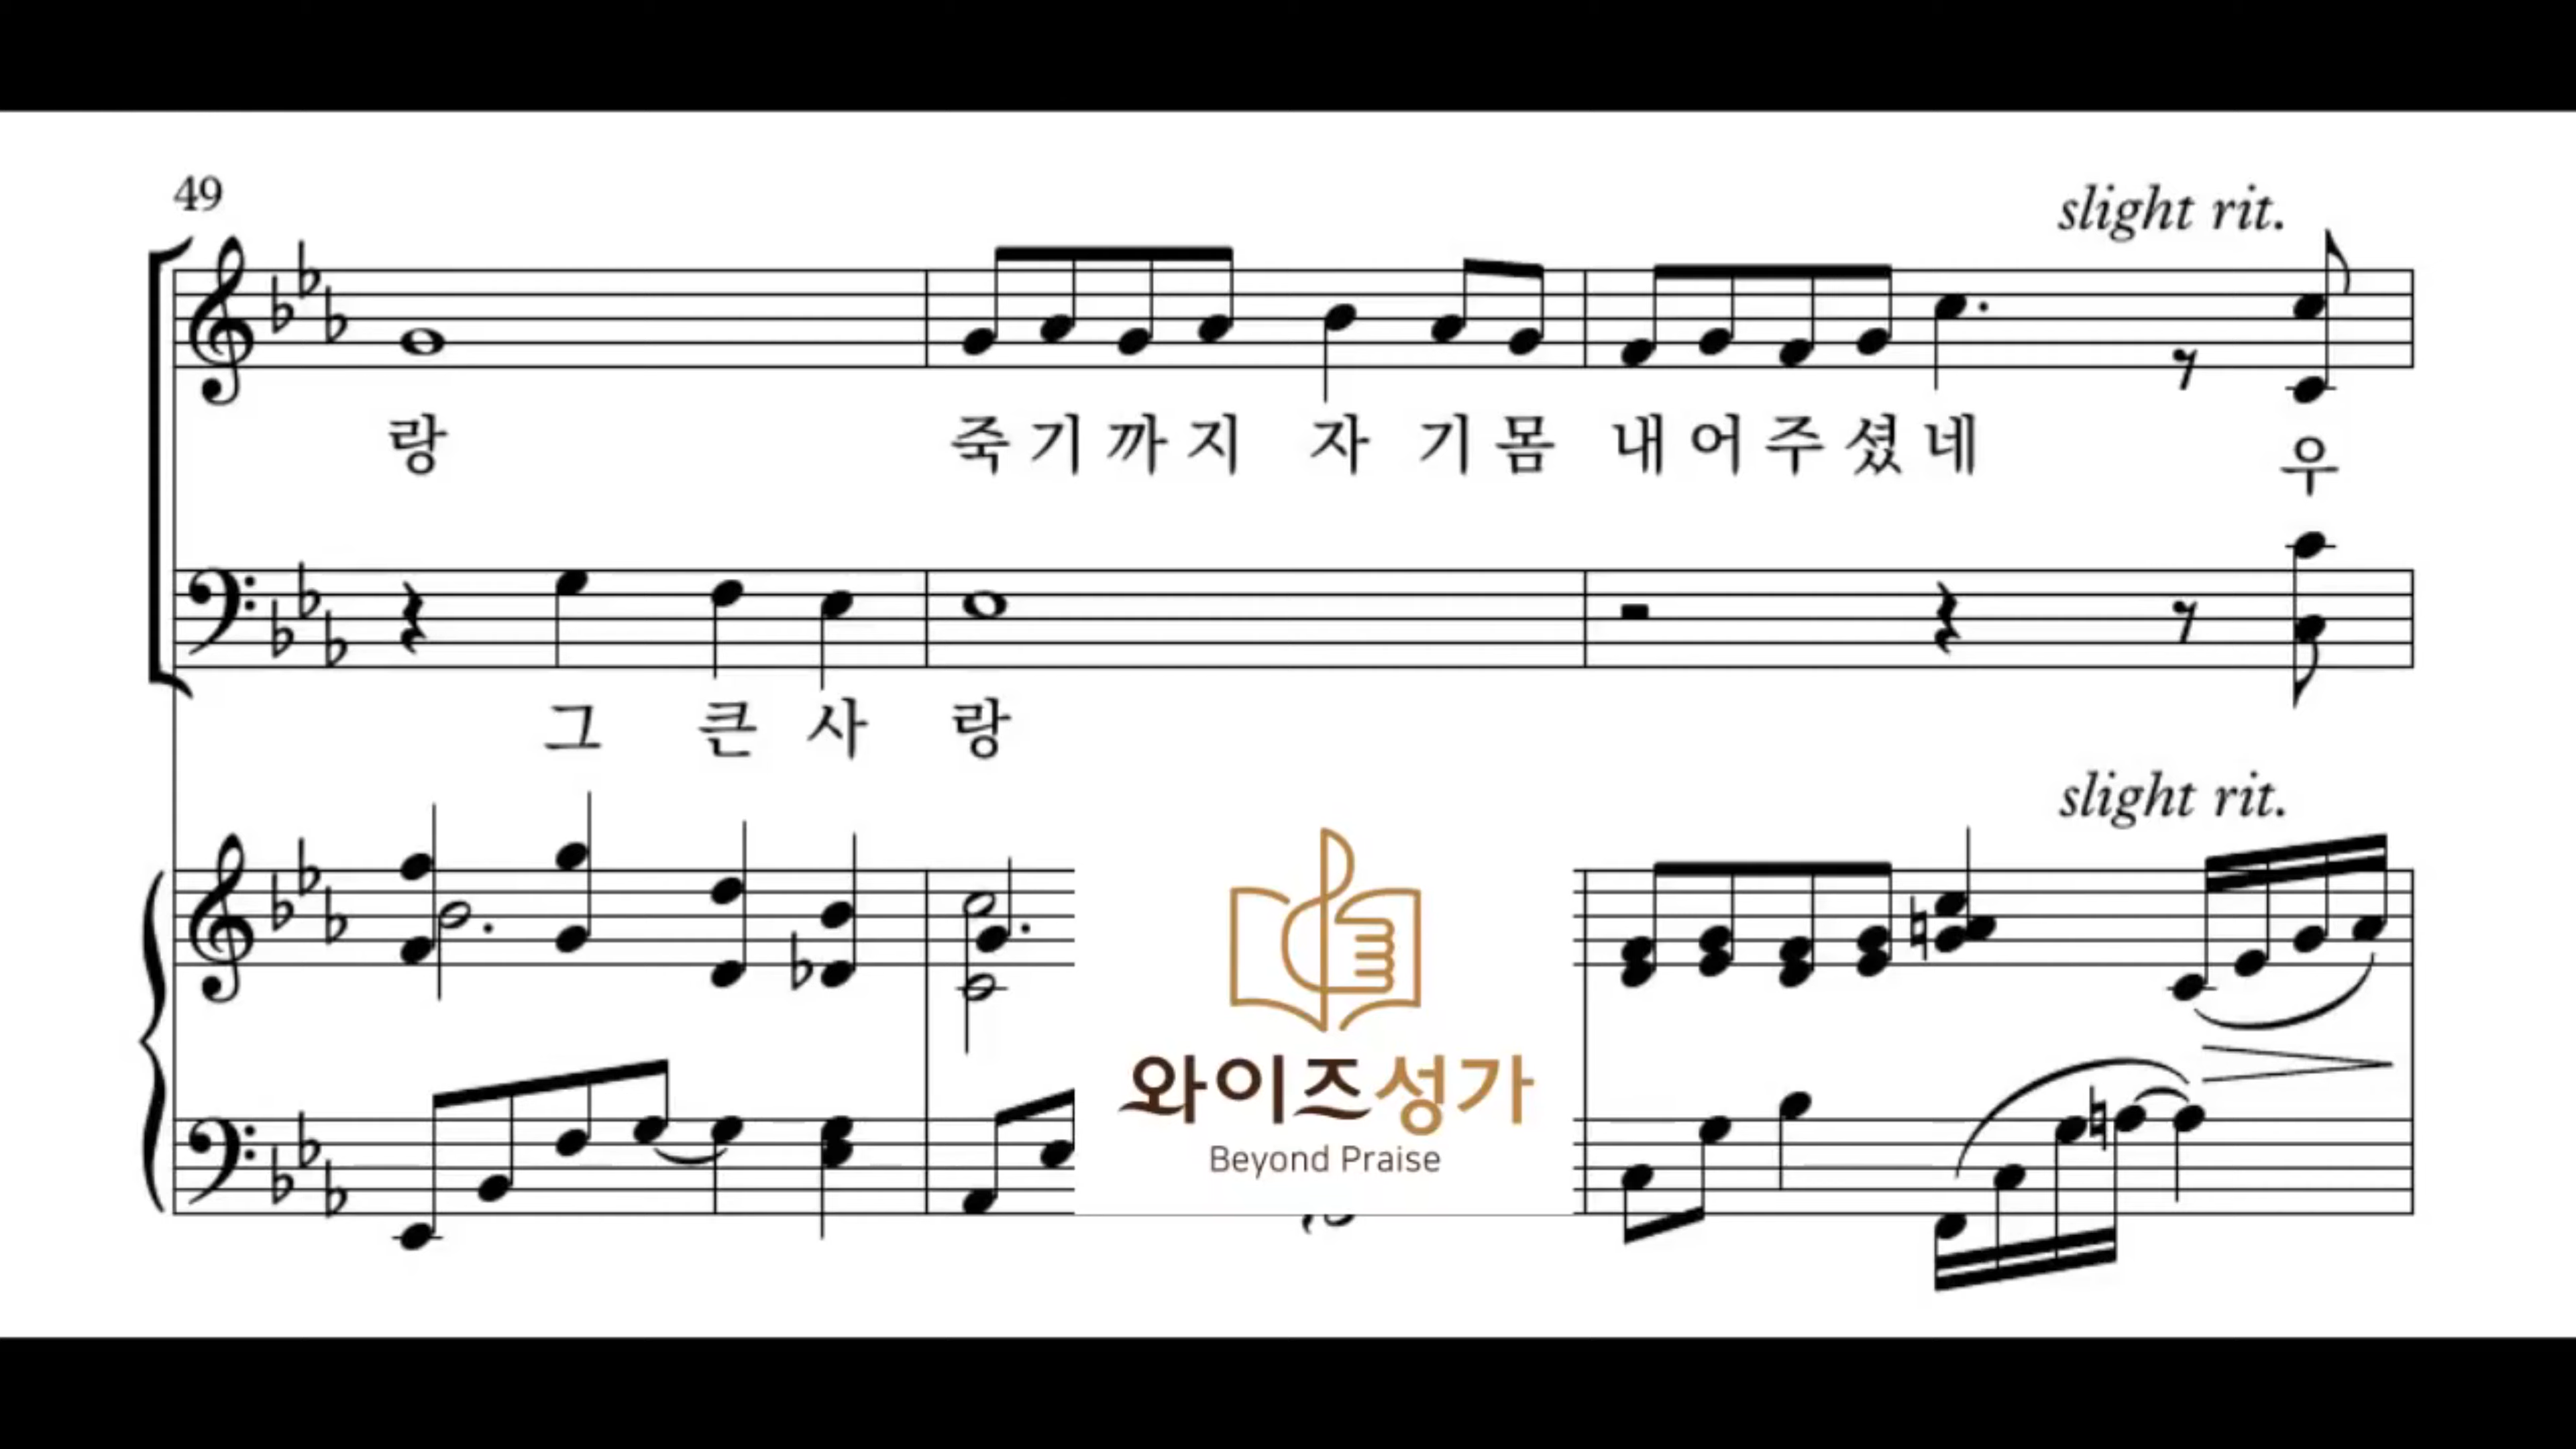 49
slight rit.
랑 죽 기 까 지 자 기 몸 내 어 주 셨 네 우
그 큰 사 랑
slight rit.
와이즈성가
Beyond Praise